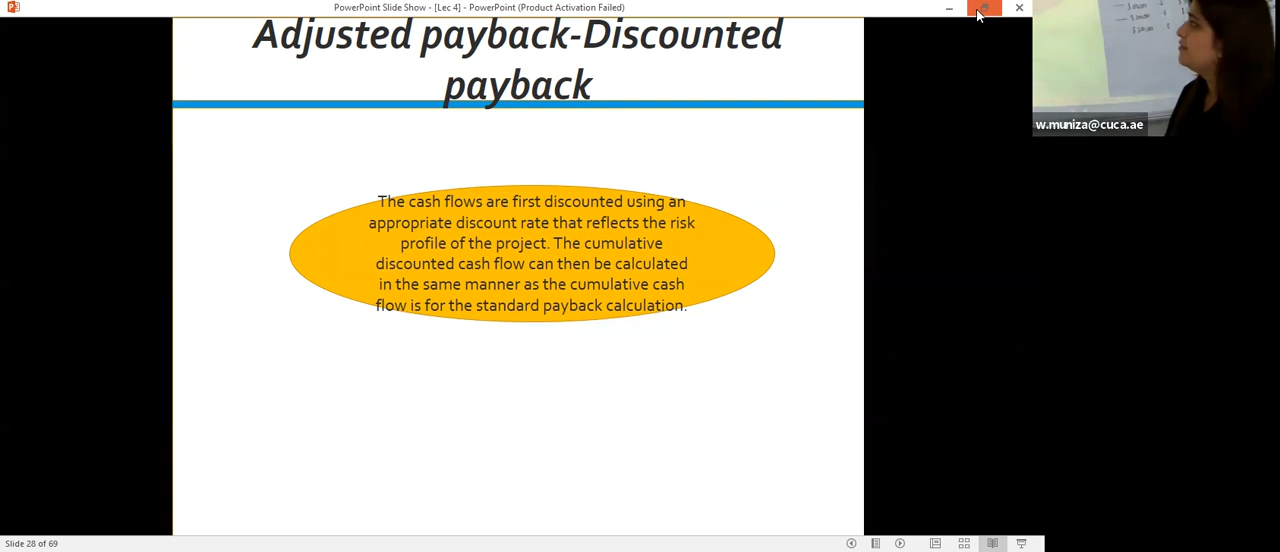 PowerPoint Slide Show - [Lec 4] - PowerPoint (Product Activation Failed)
Adjusted payback-Discounted
payback
The cash flows are first discounted using an
appropriate discount rate that reflects the risk
profile of the project. The cumulative
discounted cash flow can then be calculated
in the same manner as the cumulative cash
flow is for the standard payback calculation.
w.muniza@cuca.ae
Slide 28 of 69